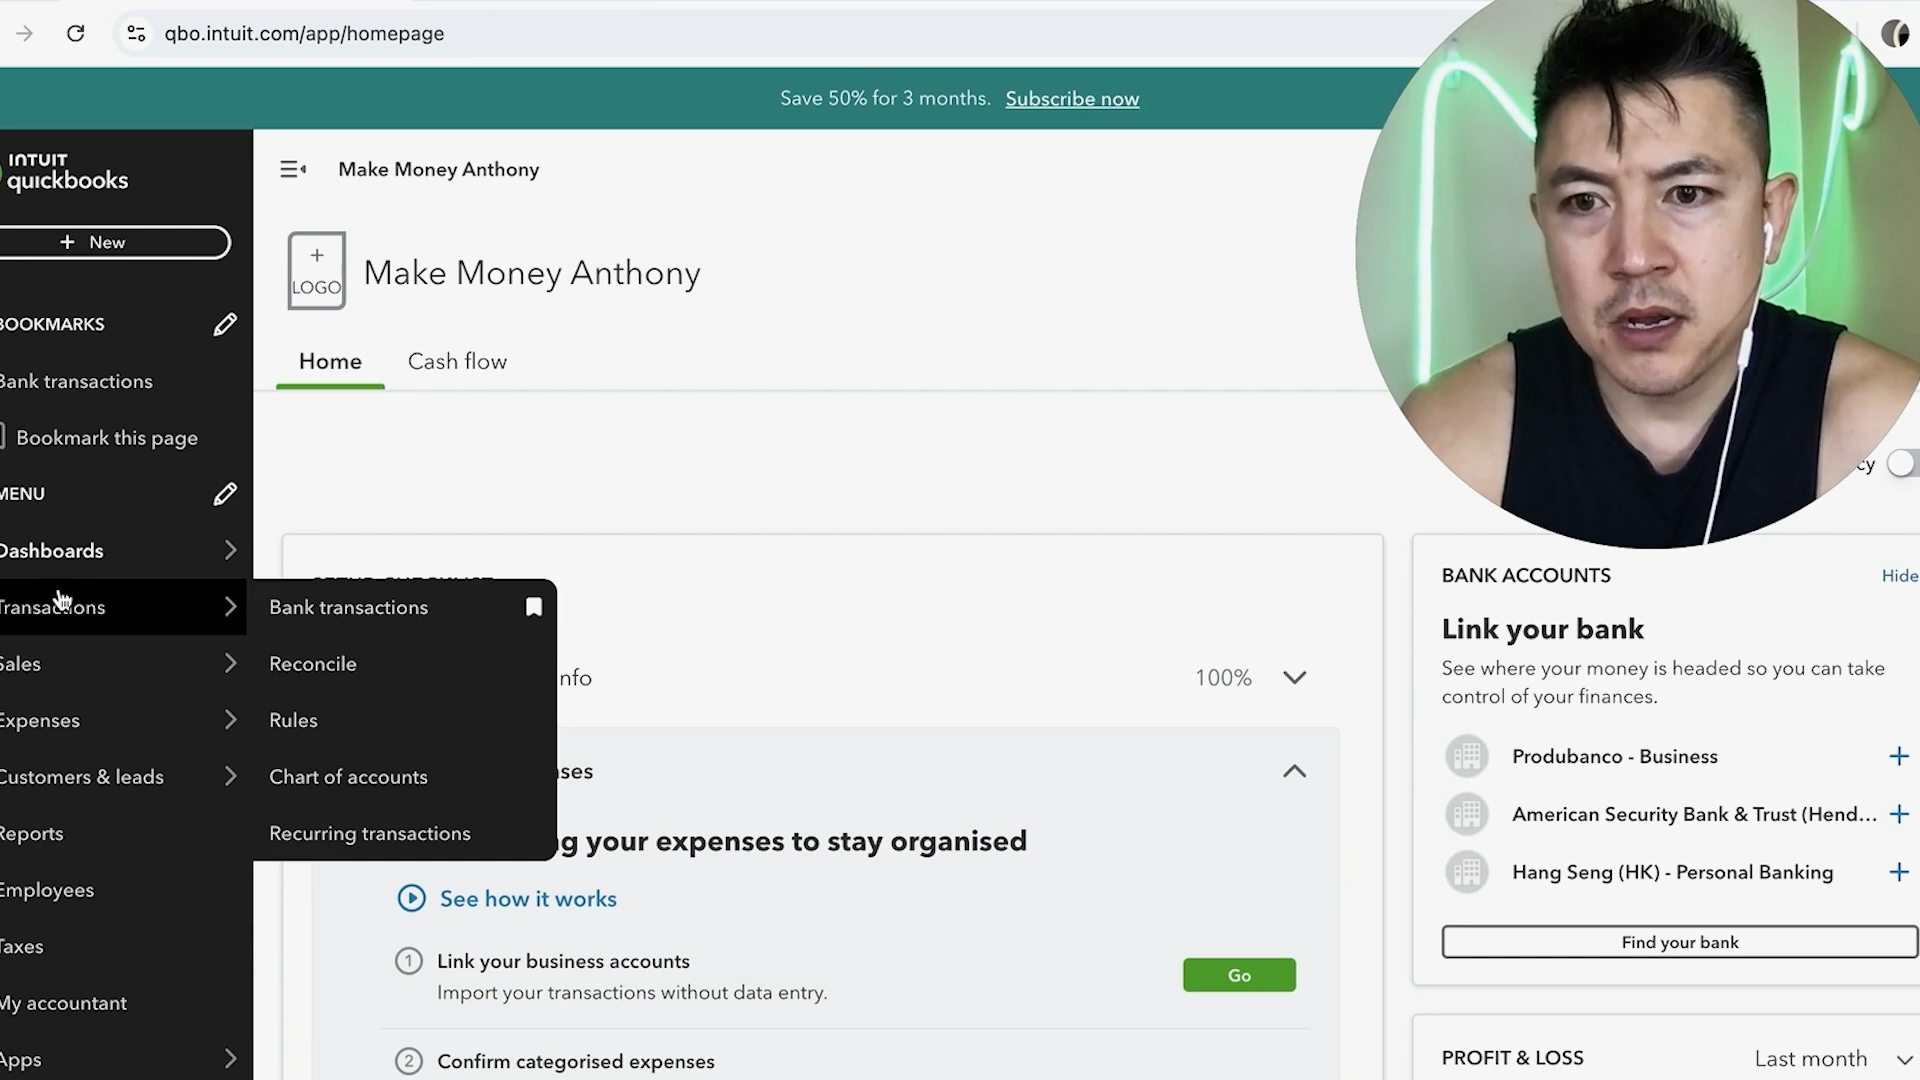 qbo.intuit.com/app/homepage
Save 50% for 3 months. Subscribe now
INTUIT
quickbooks
+ New
BOOKMARKS
Bank transactions
Bookmark this page
MENU
Dashboards
Transactions
Sales
Expenses
Customers & leads
Reports
Employees
Taxes
My accountant
Apps
Bank transactions
Reconcile
Rules
Chart of accounts
Recurring transactions
Make Money Anthony
+
LOGO
Make Money Anthony
Home
Cash flow
cy
nfo
100%
ses
g your expenses to stay organised
See how it works
1 Link your business accounts
Import your transactions without data entry.
Go
2 Confirm categorised expenses
BANK ACCOUNTS
Hide
Link your bank
See where your money is headed so you can take
control of your finances.
Produbanco - Business
American Security Bank & Trust (Hend...
Hang Seng (HK) - Personal Banking
Find your bank
PROFIT & LOSS
Last month